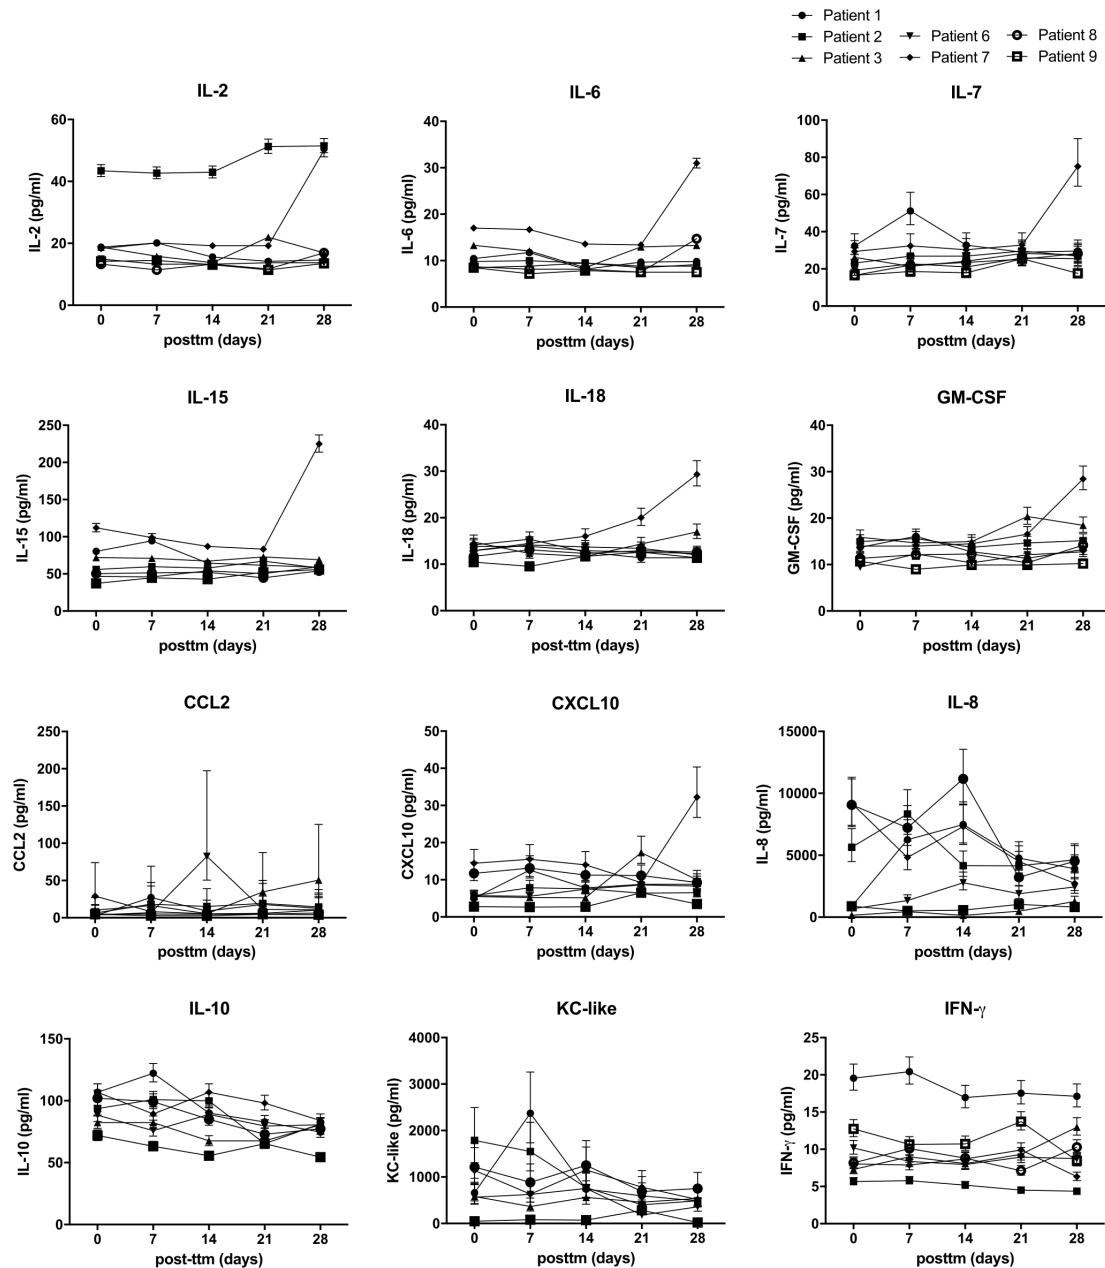 Patient 1
Patient 2 Patient 6 Patient 8
Patient 3 Patient 7 Patient 9
IL-2 IL-6 IL-7
60 40 20 0
IL-2 (pg/ml)
0 7 14 21 28
posttm (days)
40 30 20 10 0
IL-6 (pg/ml)
0 7 14 21 28
posttm (days)
100 80 60 40 20 0
IL-7 (pg/ml)
0 7 14 21 28
posttm (days)
IL-15 IL-18 GM-CSF
250 200 150 100 50 0
IL-15 (pg/ml)
0 7 14 21 28
posttm (days)
40 30 20 10 0
IL-18 (pg/ml)
0 7 14 21 28
post-ttm (days)
40 30 20 10 0
GM-CSF (pg/ml)
0 7 14 21 28
posttm (days)
CCL2 CXCL10 IL-8
250 200 150 100 50 0
CCL2 (pg/ml)
0 7 14 21 28
posttm (days)
50 40 30 20 10 0
CXCL10 (pg/ml)
0 7 14 21 28
posttm (days)
15000 10000 5000 0
IL-8 (pg/ml)
0 7 14 21 28
posttm (days)
IL-10 KC-like IFN-γ
150 100 50 0
IL-10 (pg/ml)
0 7 14 21 28
post-ttm (days)
4000 3000 2000 1000 0
KC-like (pg/ml)
0 7 14 21 28
posttm (days)
25 20 15 10 5 0
IFN-γ (pg/ml)
0 7 14 21 28
posttm (days)